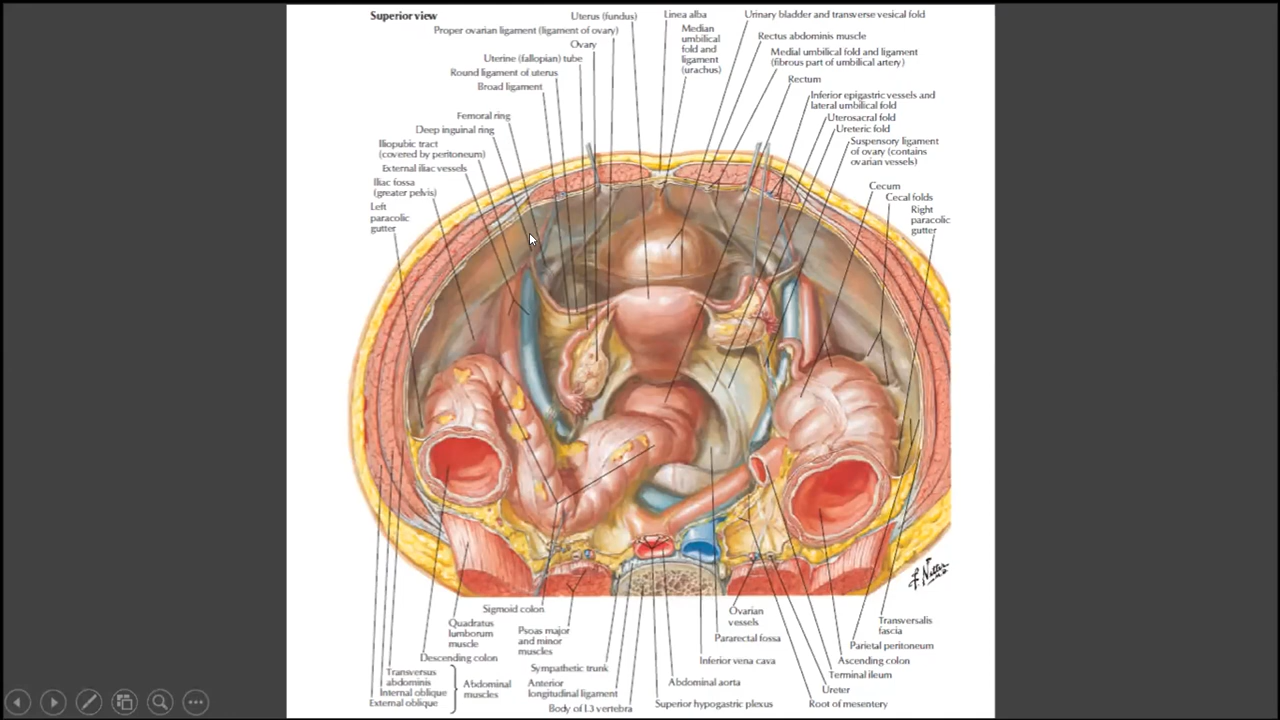 Superior view
Uterus (fundus)
Proper ovarian ligament (ligament of ovary)
Ovary
Uterine (fallopian) tube
Round ligament of uterus
Broad ligament
Femoral ring
Deep inguinal ring
Iliopubic tract
(covered by peritoneum)
External iliac vessels
Iliac fossa
(greater pelvis)
Left
paracolic
gutter
Linea alba
Median
umbilical
fold and
ligament
(urachus)
Urinary bladder and transverse vesical fold
Rectus abdominis muscle
Medial umbilical fold and ligament
(fibrous part of umbilical artery)
Rectum
Inferior epigastric vessels and
lateral umbilical fold
Uterosacral fold
Ureteric fold
Suspensory ligament
of ovary (contains
ovarian vessels)
Cecum
Cecal folds
Right
paracolic
gutter
Sigmoid colon
Quadratus
lumborum
muscle
Descending colon
Transversus
abdominis
Internal oblique
External oblique
Abdominal
muscles
Psoas major
and minor
muscles
Sympathetic trunk
Anterior
longitudinal ligament
Body of L3 vertebra
Superior hypogastric plexus
Abdominal aorta
Inferior vena cava
Pararectal fossa
Ovarian
vessels
Transversalis
fascia
Parietal peritoneum
Ascending colon
Terminal ileum
Ureter
Root of mesentery
F. Netter
M.D.